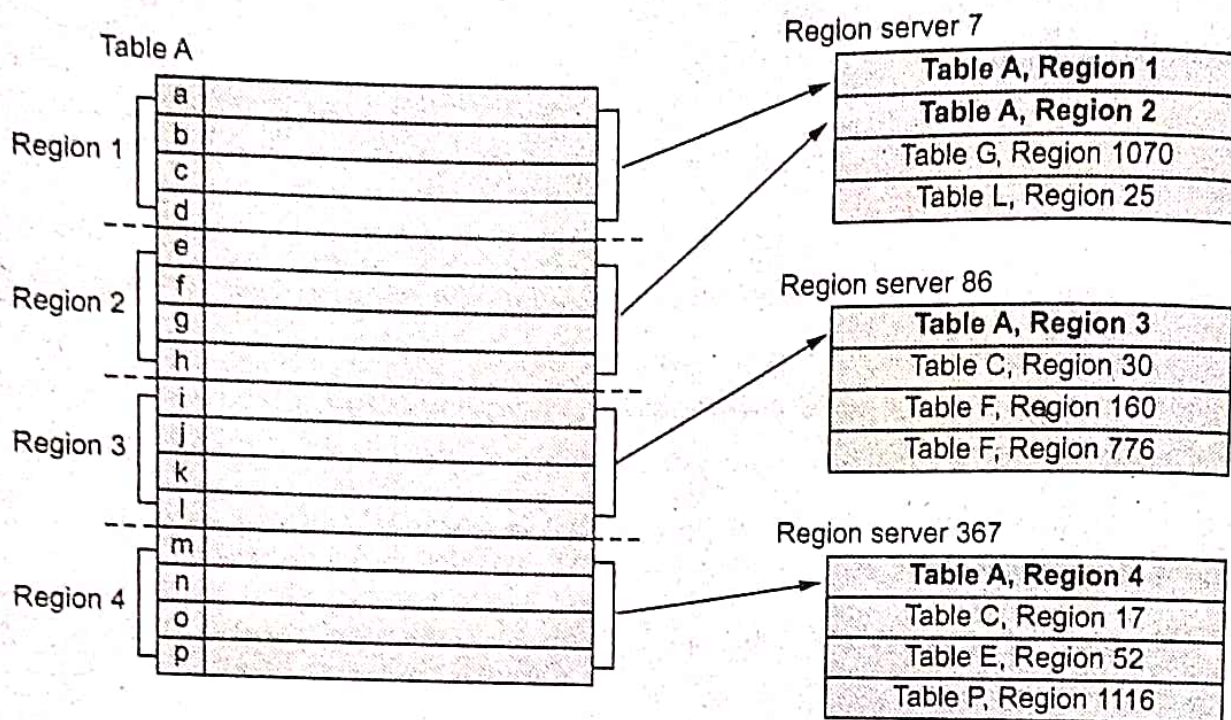 Table A
Region 1
a
b
c
d
Region 2
e
f
g
h
Region 3
i
j
k
l
Region 4
m
n
o
p
Region server 7
Table A, Region 1
Table A, Region 2
Table G, Region 1070
Table L, Region 25
Region server 86
Table A, Region 3
Table C, Region 30
Table F, Region 160
Table F, Region 776
Region server 367
Table A, Region 4
Table C, Region 17
Table E, Region 52
Table P, Region 1116